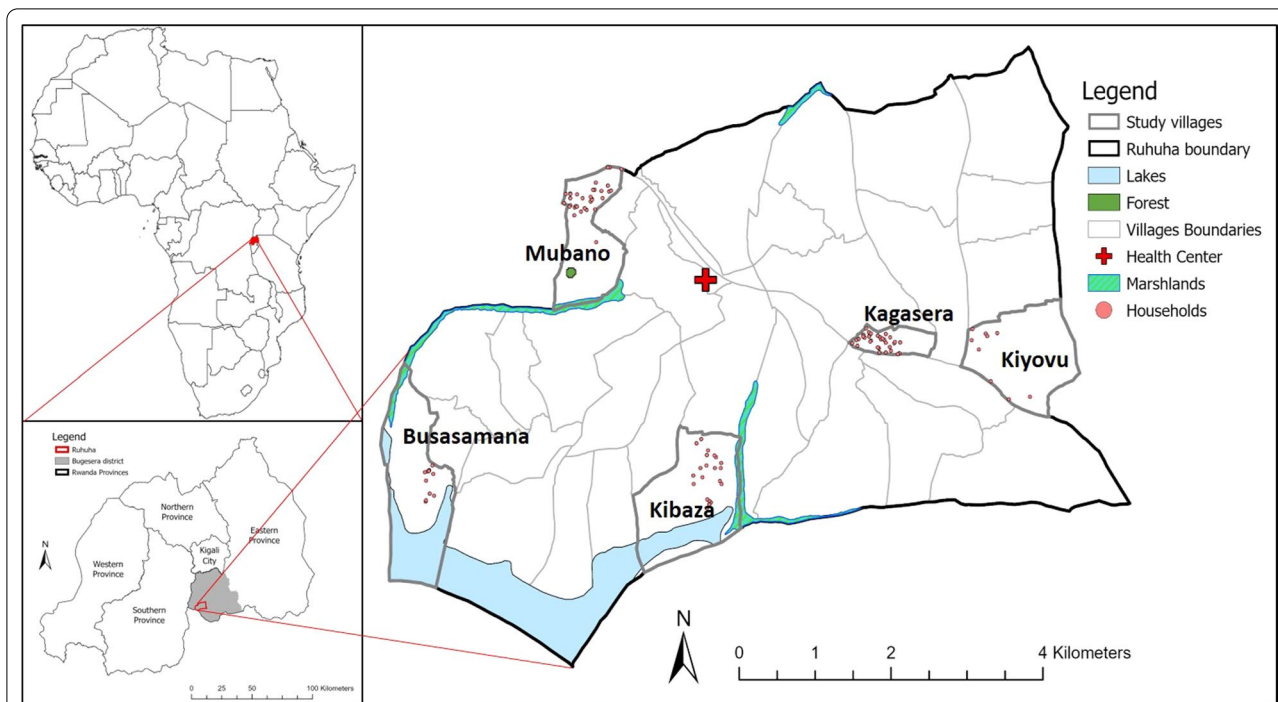 Legend
Study villages
Ruhuha boundary
Lakes
Forest
Villages Boundaries
Health Center
Marshlands
Households
Mubano
Kagasera
Kiyovu
Busasamana
Kibaza
N
0 1 2 4 Kilometers
Legend
Ruhuha
Bugesera district
Rwanda Provinces
Northern
Province
Kigali
City
Eastern
Province
Western
Province
Southern
Province
N
0 25 50 100 Kilometers